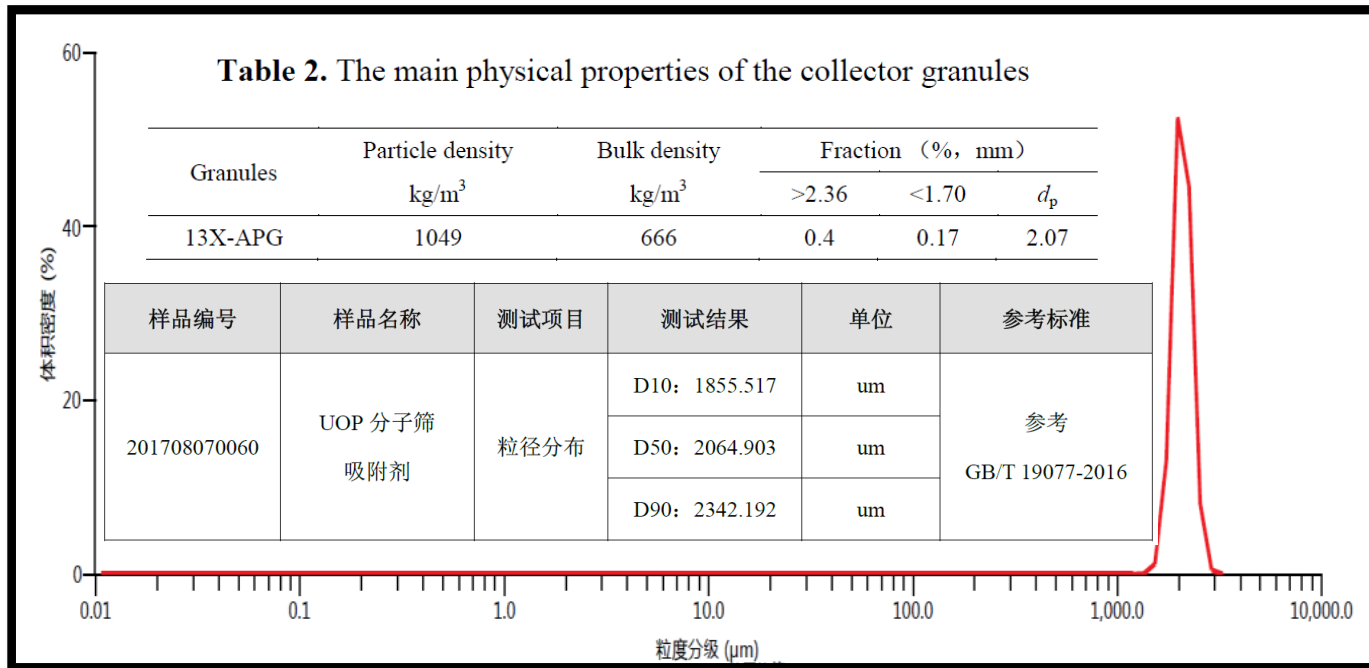 60
Table 2. The main physical properties of the collector granules
Granules Particle density Bulk density Fraction （%，mm）
kg/m³ kg/m³ >2.36 <1.70 dp
13X-APG 1049 666 0.4 0.17 2.07
40
体积密度 (%)
样品编号 样品名称 测试项目 测试结果 单位 参考标准
201708070060 UOP 分子筛 吸附剂 粒径分布 D10：1855.517 um 参考 GB/T 19077-2016
D50：2064.903 um
D90：2342.192 um
20
0
0.01 0.1 1.0 10.0 100.0 1,000.0 10,000.0
粒度分级 (μm)